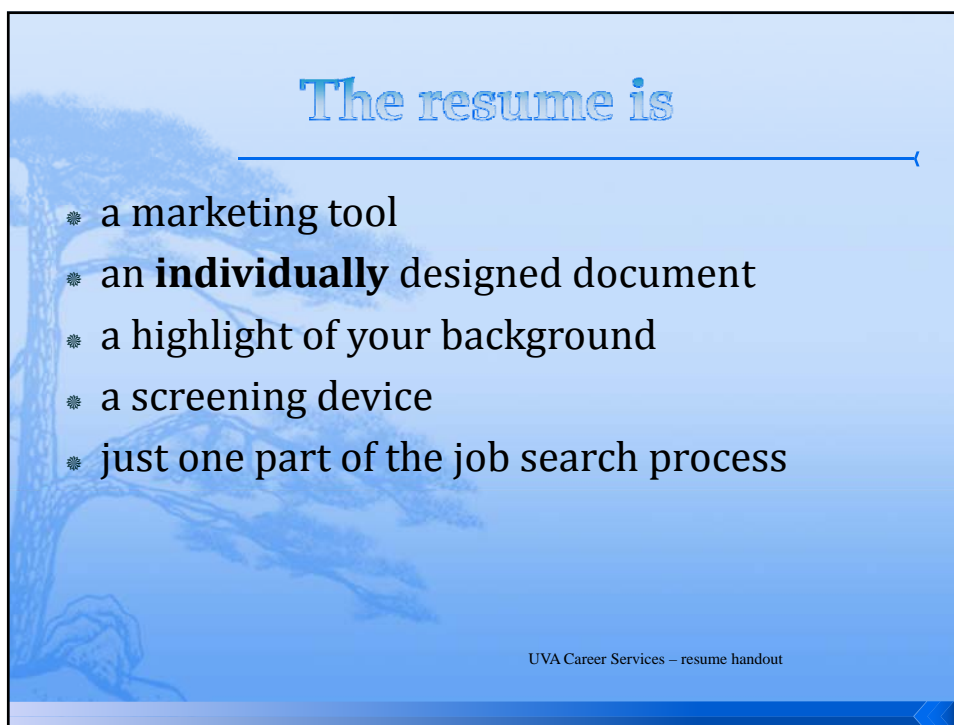 The resume is
a marketing tool
an individually designed document
a highlight of your background
a screening device
just one part of the job search process
UVA Career Services – resume handout